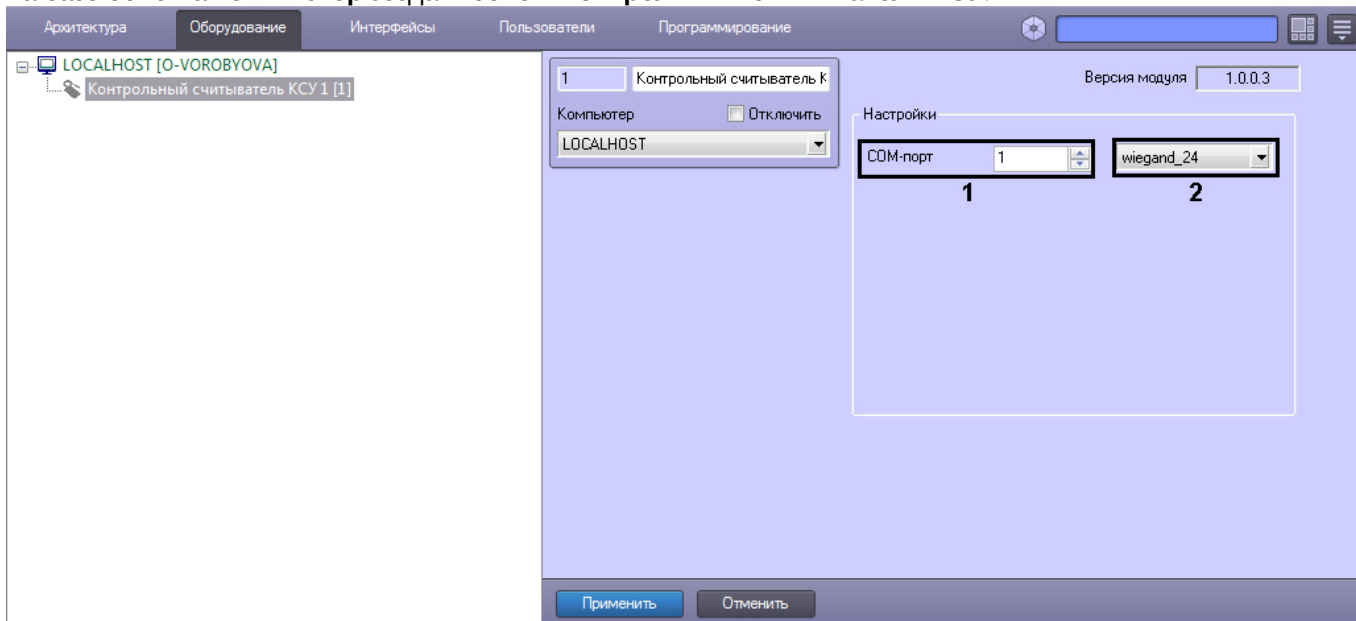 Архитектура Оборудование Интерфейсы Пользователи Программирование
LOCALHOST [O-VOROBYOVA]
Контрольный считыватель КСУ 1 [1]
1 Контрольный считыватель К
Компьютер Отключить
LOCALHOST
Версия модуля 1.0.0.3
Настройки
COM-порт 1 wiegand_24
1 2
Применить Отменить